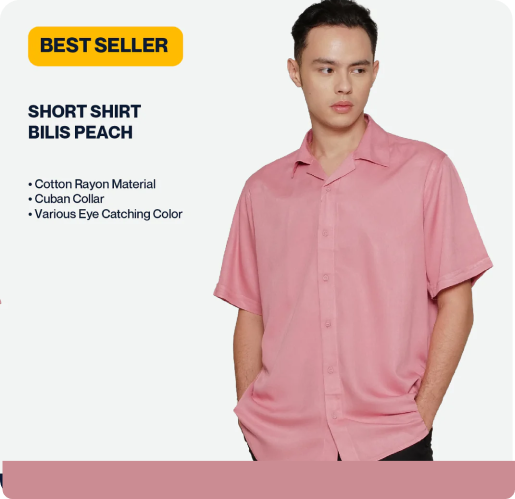 BEST SELLER
SHORT SHIRT
BILIS PEACH
• Cotton Rayon Material
• Cuban Collar
• Various Eye Catching Color